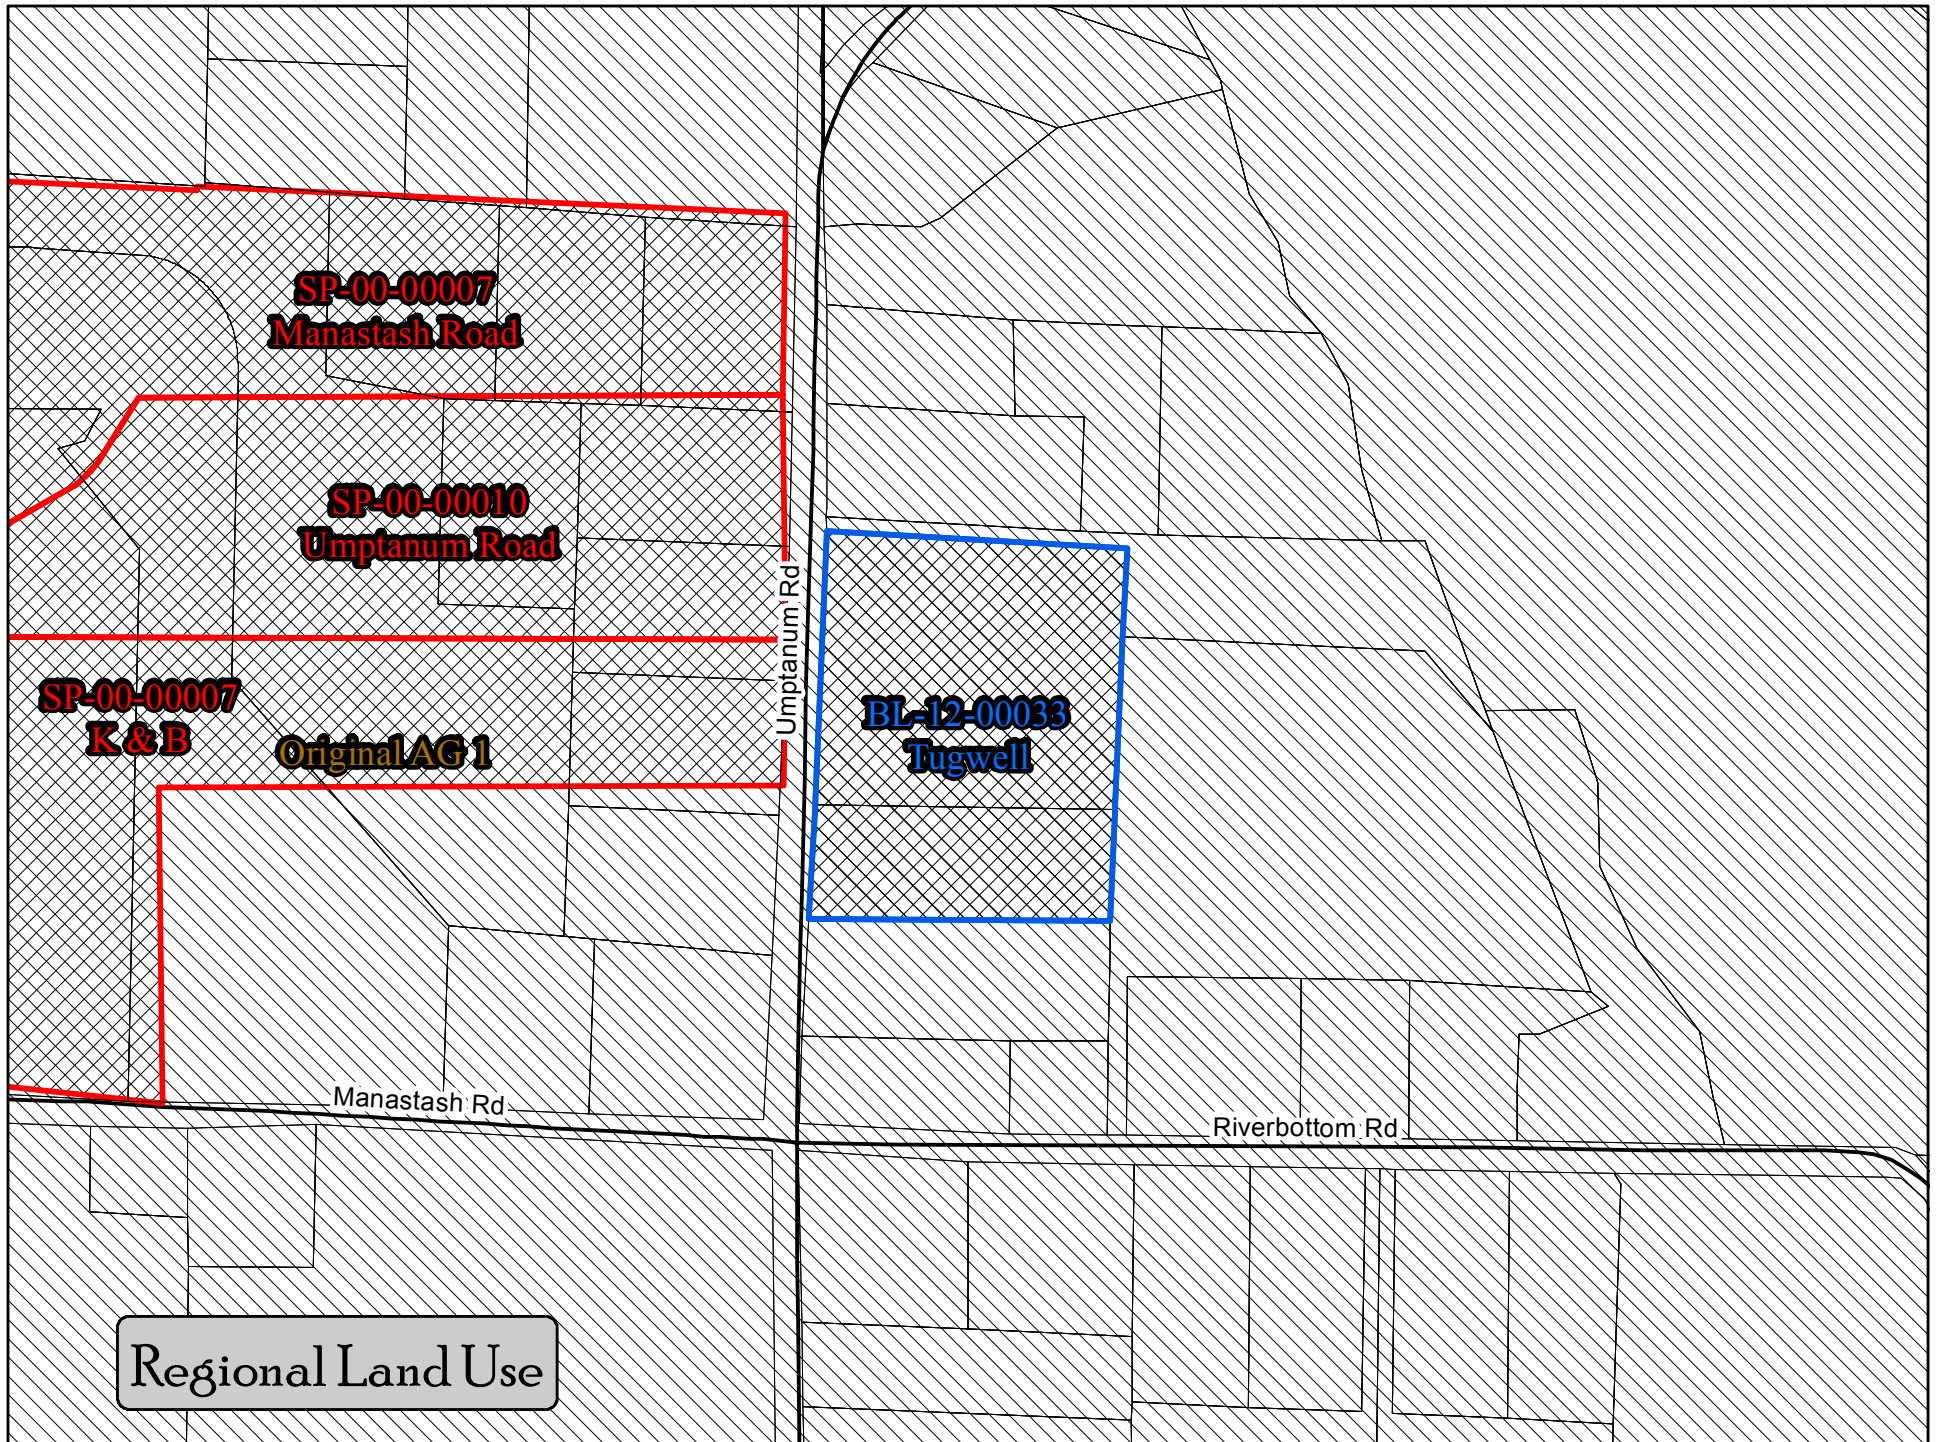 SP-00-00007
Manastash Road
SP-00-00010
Umptanum Road
Umptanum Rd
SP-00-00007
K & B
Original AG 1
BL-12-00033
Tugwell
Manastash Rd
Riverbottom Rd
Regional Land Use